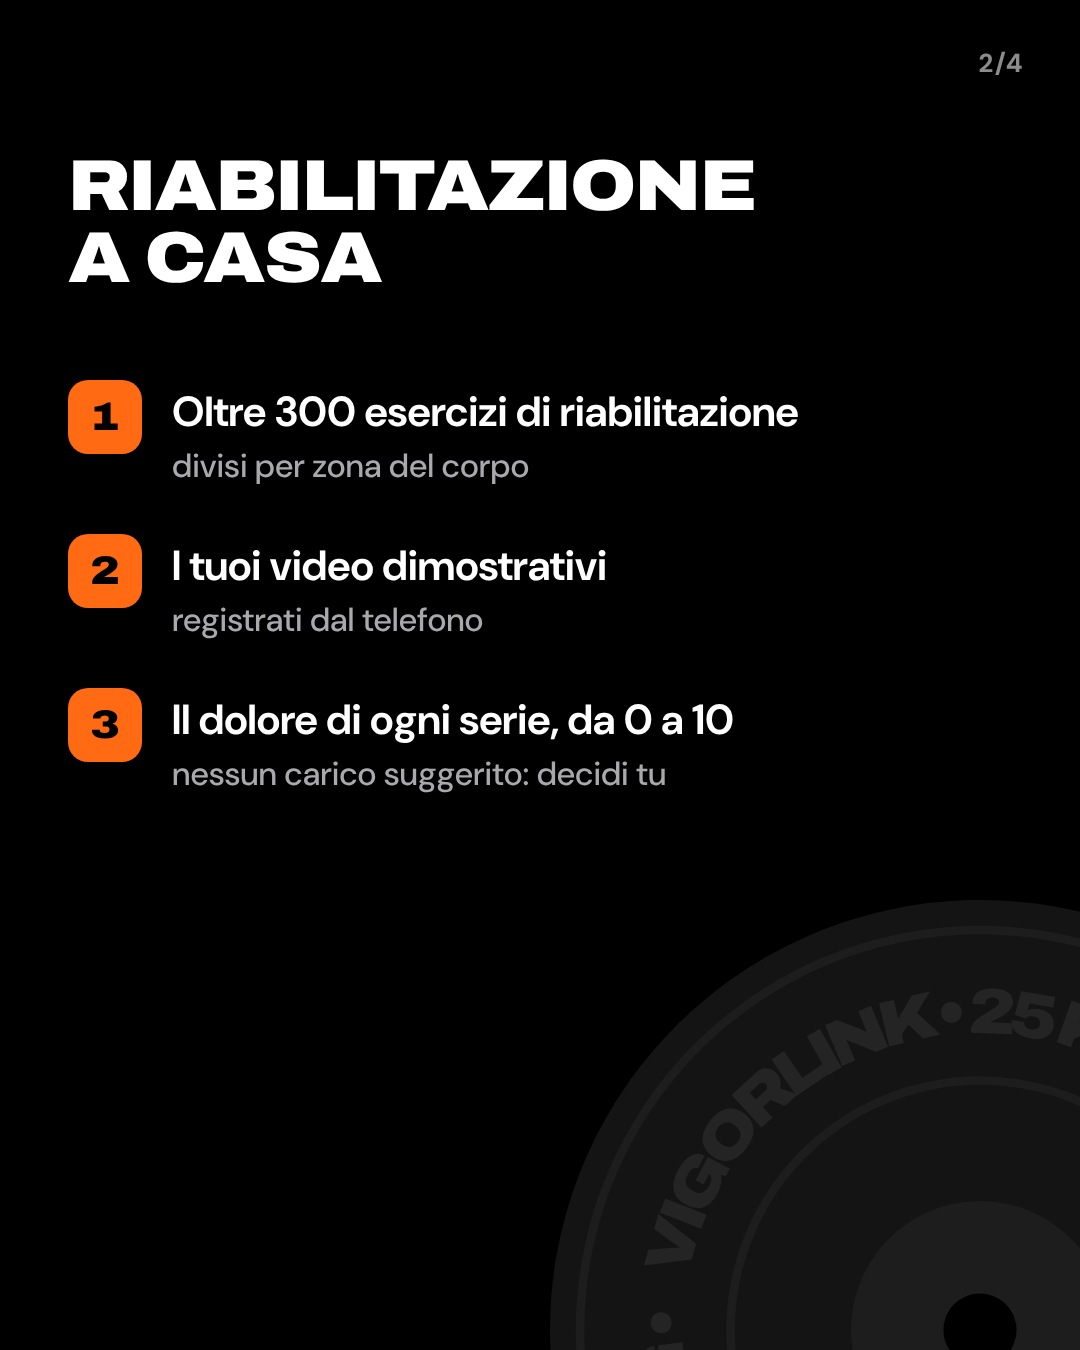 2/4
RIABILITAZIONE
A CASA
1
Oltre 300 esercizi di riabilitazione
divisi per zona del corpo
2
I tuoi video dimostrativi
registrati dal telefono
3
Il dolore di ogni serie, da 0 a 10
nessun carico suggerito: decidi tu
VIGORLINK • 25